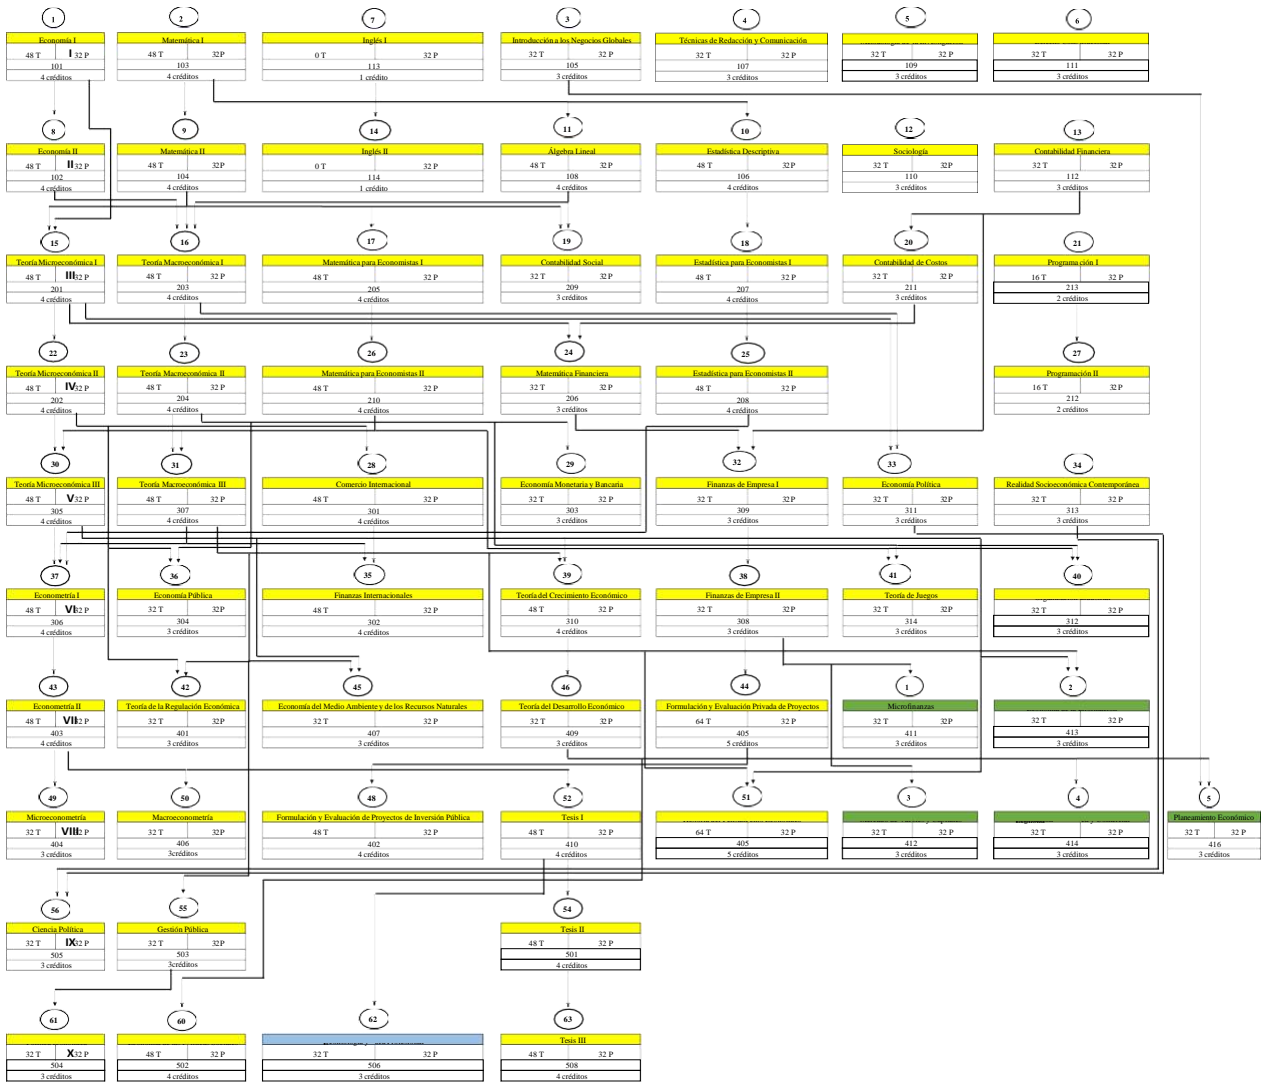 1 2 7 3 4 5 6
Economía I Matemática I Inglés I Introducción a los Negocios Globales Técnicas de Redacción y Comunicación
48 T I 32 P 48 T 32 P 0 T 32 P 32 T 32 P 32 T 32 P 32 T 32 P 32 T 32 P
101 103 113 105 107 109 111
4 créditos 4 créditos 1 crédito 3 créditos 3 créditos 3 créditos 3 créditos
8 9 14 11 10 12 13
Economía II Matemática II Inglés II Álgebra Lineal Estadística Descriptiva Sociología Contabilidad Financiera
48 T II 32 P 48 T 32 P 0 T 32 P 48 T 32 P 48 T 32 P 32 T 32 P 32 T 32 P
102 104 114 108 106 110 112
4 créditos 4 créditos 1 crédito 4 créditos 4 créditos 3 créditos 3 créditos
15 16 17 19 18 20 21
Teoría Microeconómica I Teoría Macroeconómica I Matemática para Economistas I Contabilidad Social Estadística para Economistas I Contabilidad de Costos Programación I
48 T III 32 P 48 T 32 P 48 T 32 P 32 T 32 P 48 T 32 P 32 T 32 P 16 T 32 P
201 203 205 209 207 211 213
4 créditos 4 créditos 4 créditos 3 créditos 4 créditos 3 créditos 2 créditos
22 23 26 24 25 27
Teoría Microeconómica II Teoría Macroeconómica II Matemática para Economistas II Matemática Financiera Estadística para Economistas II Programación II
48 T IV 32 P 48 T 32 P 48 T 32 P 32 T 32 P 48 T 32 P 16 T 32 P
202 204 210 206 208 212
4 créditos 4 créditos 4 créditos 3 créditos 4 créditos 2 créditos
30 31 28 29 32 33 34
Teoría Microeconómica III Teoría Macroeconómica III Comercio Internacional Economía Monetaria y Bancaria Finanzas de Empresa I Economía Política Realidad Socioeconómica Contemporánea
48 T V 32 P 48 T 32 P 48 T 32 P 32 T 32 P 32 T 32 P 32 T 32 P 32 T 32 P
305 307 301 303 309 311 313
4 créditos 4 créditos 4 créditos 3 créditos 3 créditos 3 créditos 3 créditos
37 36 35 39 38 41 40
Econometría I Economía Pública Finanzas Internacionales Teoría del Crecimiento Económico Finanzas de Empresa II Teoría de Juegos
48 T VI 32 P 32 T 32 P 48 T 32 P 48 T 32 P 32 T 32 P 32 T 32 P 32 T 32 P
306 304 302 310 308 314 312
4 créditos 3 créditos 4 créditos 4 créditos 3 créditos 3 créditos 3 créditos
43 42 45 46 44 1 2
Econometría II Teoría de la Regulación Económica Economía del Medio Ambiente y de los Recursos Naturales Teoría del Desarrollo Económico Formulación y Evaluación Privada de Proyectos Microfinanzas
48 T VII 32 P 32 T 32 P 32 T 32 P 32 T 32 P 64 T 32 P 32 T 32 P 32 T 32 P
403 401 407 409 405 411 413
4 créditos 3 créditos 3 créditos 3 créditos 5 créditos 3 créditos 3 créditos
49 50 48 52 51 3 4 5
Microeconometría Macroeconometría Formulación y Evaluación de Proyectos de Inversión Pública Tesis I Planeamiento Económico
32 T VIII 32 P 32 T 32 P 48 T 32 P 48 T 32 P 64 T 32 P 32 T 32 P 32 T 32 P 32 T 32 P
404 406 402 410 405 412 414 416
3 créditos 3créditos 4 créditos 4 créditos 5 créditos 3 créditos 3 créditos 3 créditos
56 55 54
Ciencia Política Gestión Pública Tesis II
32 T IX 32 P 32 T 32 P 48 T 32 P
505 503 501
3 créditos 3créditos 4 créditos
61 60 62 63
Tesis III
32 T X 32 P 48 T 32 P 32 T 32 P 48 T 32 P
504 502 506 508
3 créditos 4 créditos 3 créditos 4 créditos